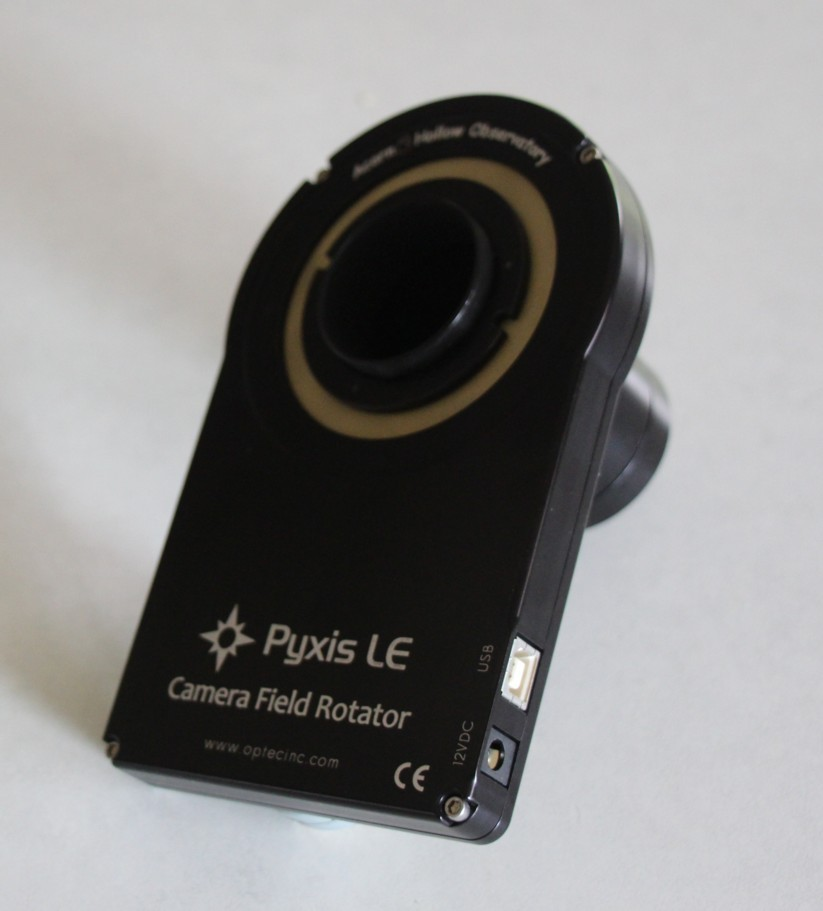 Hollow Observatory
Pyxis LE
Camera Field Rotator
www.optecinc.com
CE
USB
12VDC